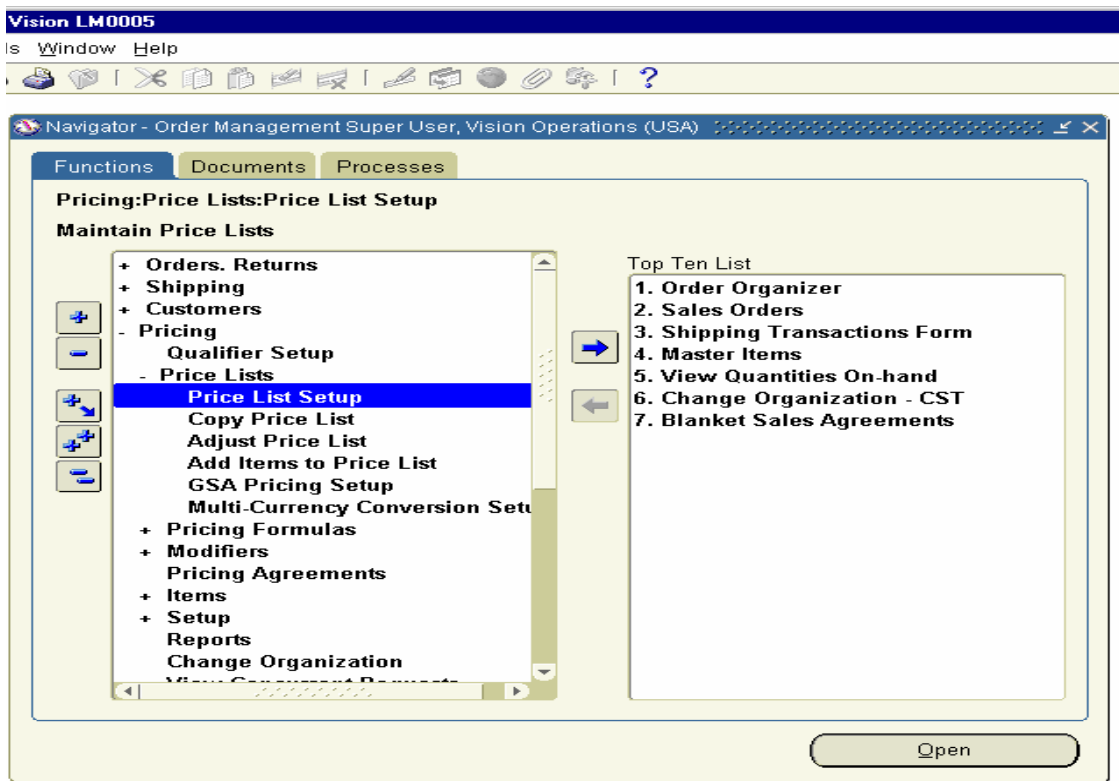 Vision LM0005
ls Window Help
Navigator - Order Management Super User, Vision Operations (USA)
Functions Documents Processes
Pricing:Price Lists:Price List Setup
Maintain Price Lists
+ Orders. Returns
+ Shipping
+ Customers
- Pricing
Qualifier Setup
- Price Lists
Price List Setup
Copy Price List
Adjust Price List
Add Items to Price List
GSA Pricing Setup
Multi-Currency Conversion Setu
+ Pricing Formulas
+ Modifiers
Pricing Agreements
+ Items
+ Setup
Reports
Change Organization
View Concurrent Requests
Top Ten List
1. Order Organizer
2. Sales Orders
3. Shipping Transactions Form
4. Master Items
5. View Quantities On-hand
6. Change Organization - CST
7. Blanket Sales Agreements
Open